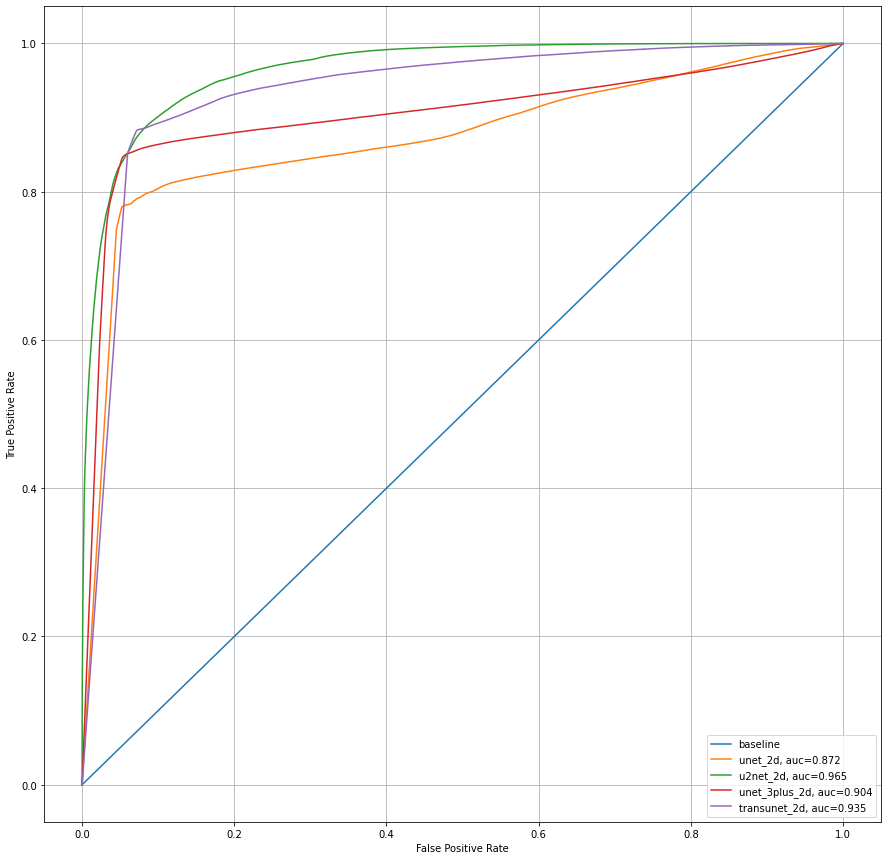 1.0
0.8
0.6
0.4
0.2
0.0
True Positive Rate
0.0 0.2 0.4 0.6 0.8 1.0
False Positive Rate
baseline
unet_2d, auc=0.872
u2net_2d, auc=0.965
unet_3plus_2d, auc=0.904
transunet_2d, auc=0.935